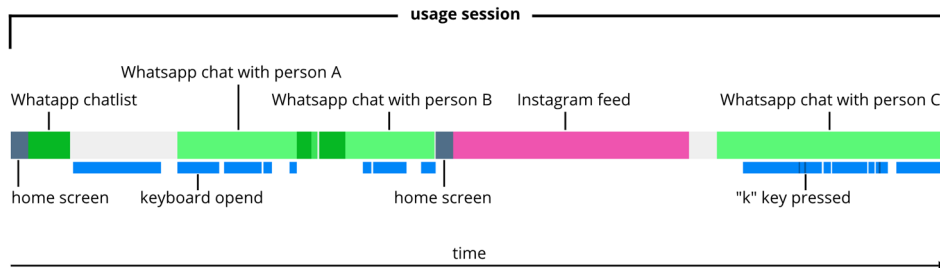 usage session
Whatsapp chat with person A
Whatapp chatlist
Whatsapp chat with person B
Instagram feed
Whatsapp chat with person C
home screen
keyboard opend
home screen
"k" key pressed
time